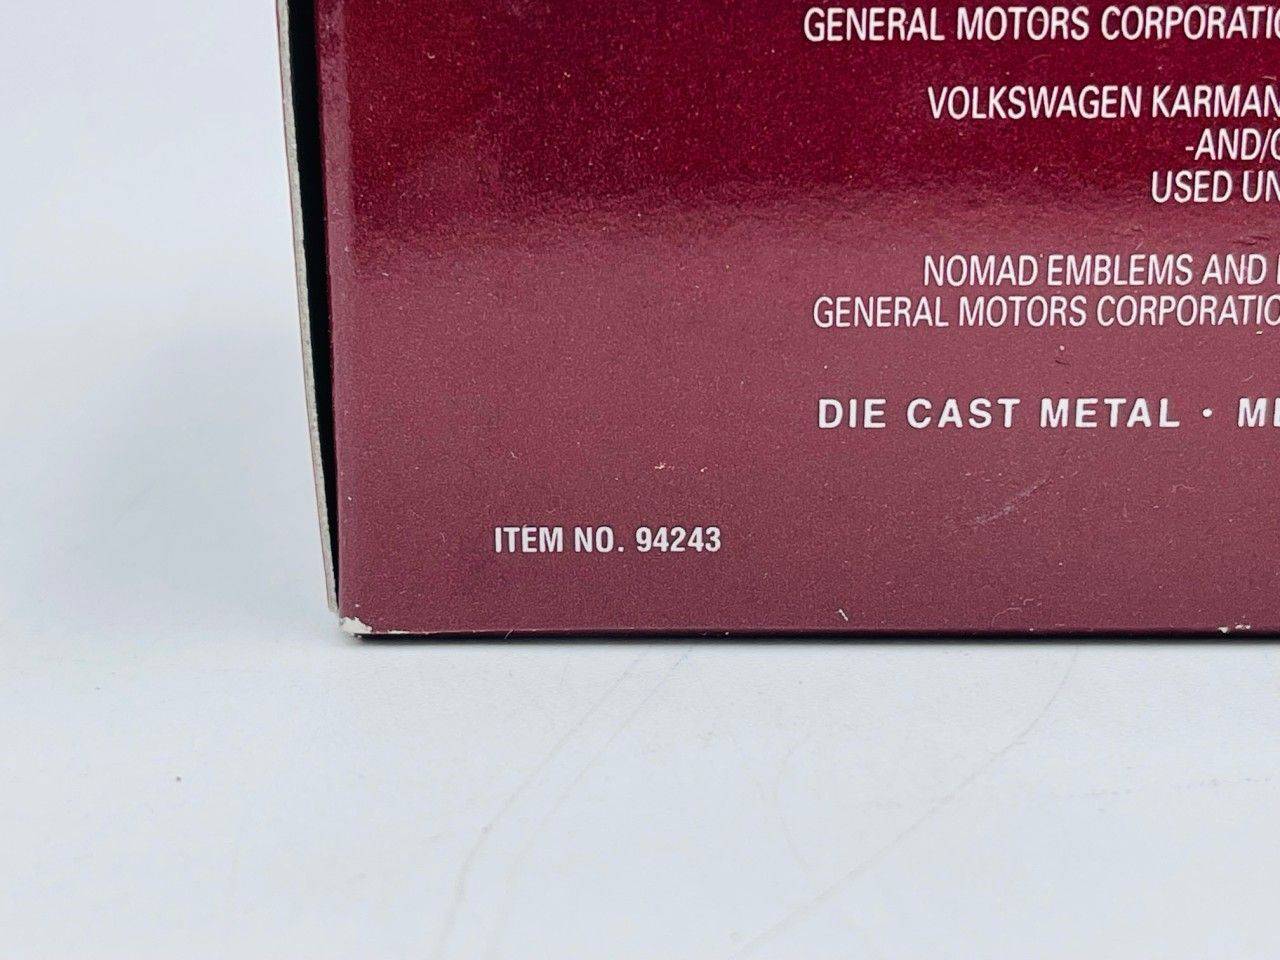 GENERAL MOTORS CORPORATIO
VOLKSWAGEN KARMAN
-AND/O
USED UN
NOMAD EMBLEMS AND
GENERAL MOTORS CORPORATIO
DIE CAST METAL · ME
ITEM NO. 94243